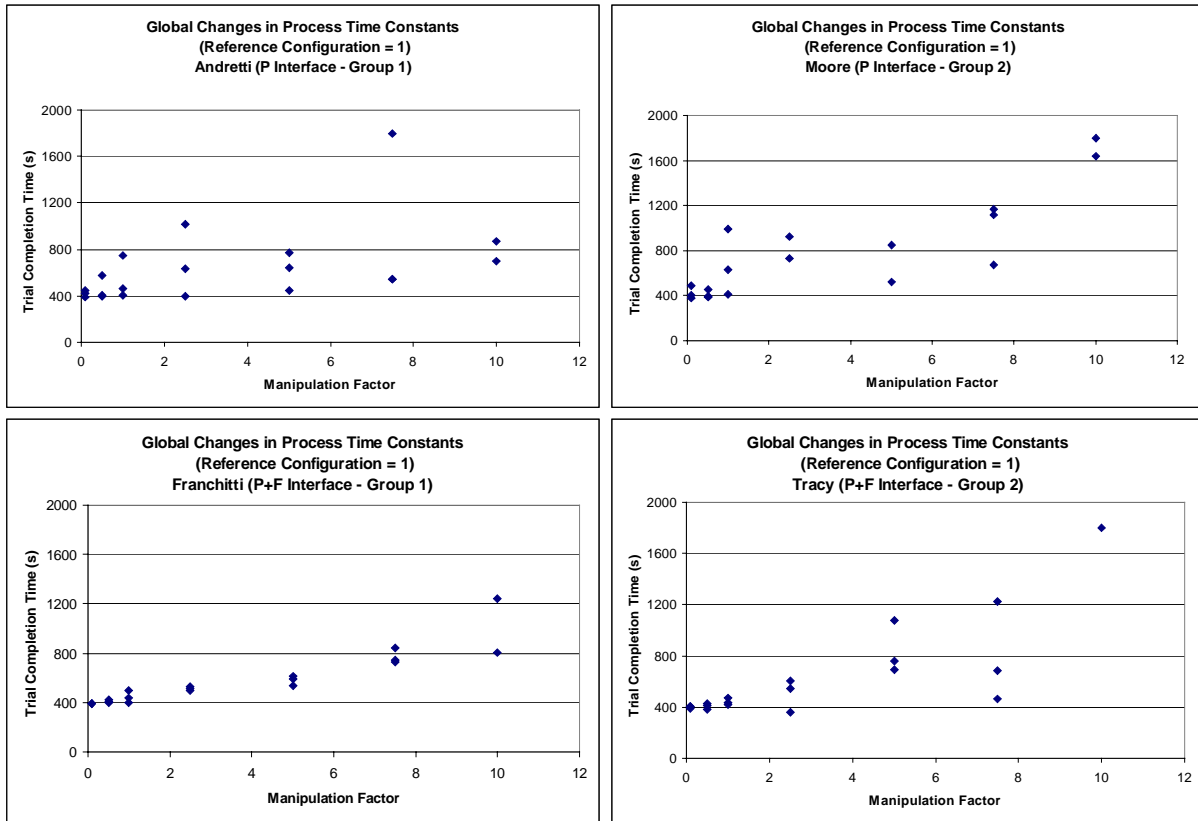 Global Changes in Process Time Constants
(Reference Configuration = 1)
Andretti (P Interface - Group 1)
Trial Completion Time (s)
2000
1600
1200
800
400
0
0 2 4 6 8 10 12
Manipulation Factor
Global Changes in Process Time Constants
(Reference Configuration = 1)
Moore (P Interface - Group 2)
Trial Completion Time (s)
2000
1600
1200
800
400
0
0 2 4 6 8 10 12
Manipulation Factor
Global Changes in Process Time Constants
(Reference Configuration = 1)
Franchitti (P+F Interface - Group 1)
Trial Completion Time (s)
2000
1600
1200
800
400
0
0 2 4 6 8 10 12
Manipulation Factor
Global Changes in Process Time Constants
(Reference Configuration = 1)
Tracy (P+F Interface - Group 2)
Trial Completion Time (s)
2000
1600
1200
800
400
0
0 2 4 6 8 10 12
Manipulation Factor